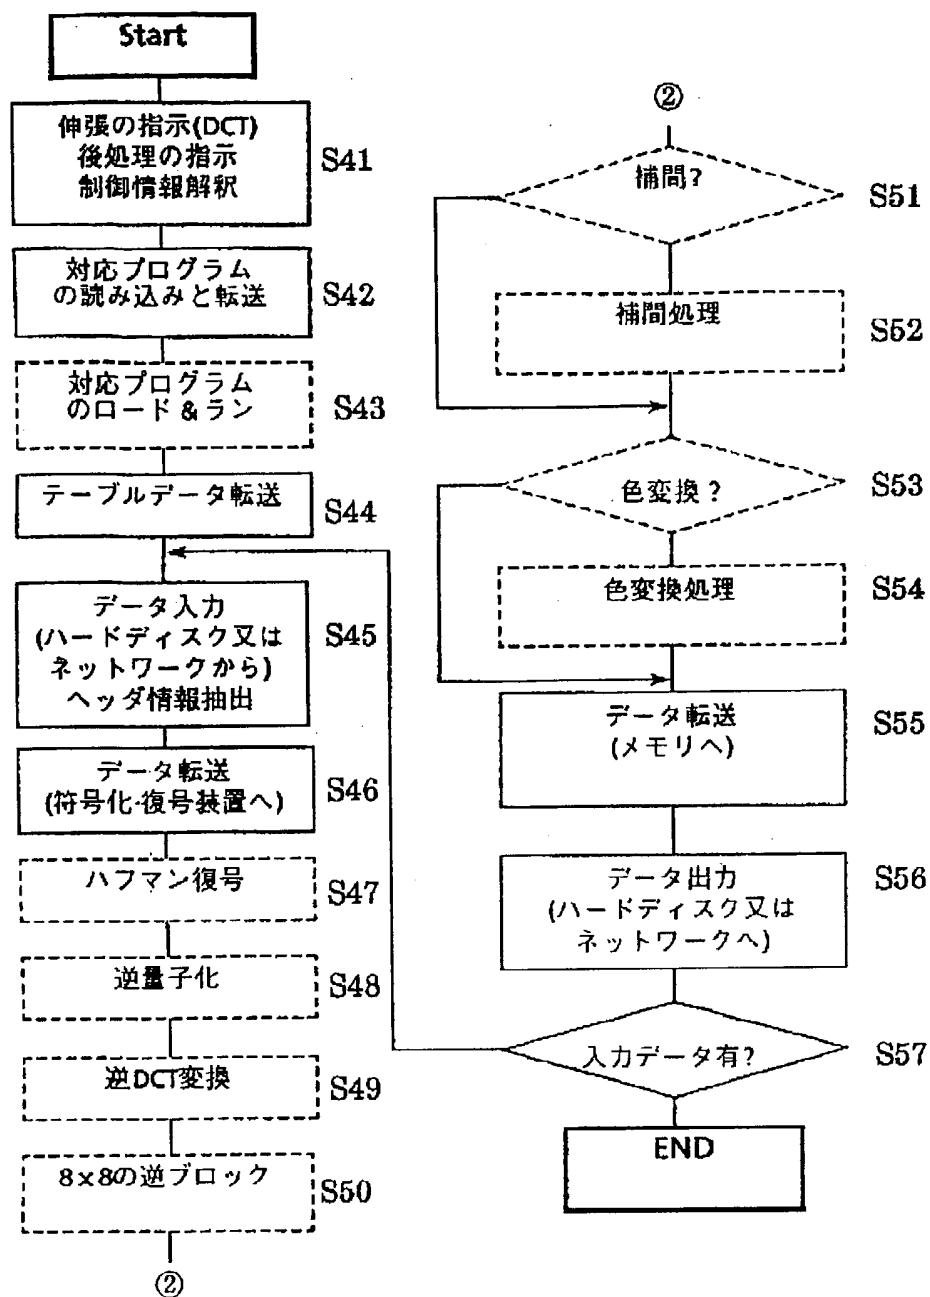 Start
伸張の指示(DCT)
後処理の指示
制御情報解釈
S41
対応プログラム
の読み込みと転送
S42
対応プログラム
のロード&ラン
S43
テーブルデータ転送
S44
データ入力
(ハードディスク又は
ネットワークから)
ヘッダ情報抽出
S45
データ転送
(符号化·復号装置へ)
S46
ハフマン復号
S47
逆量子化
S48
逆DCT変換
S49
8×8の逆ブロック
S50
②
②
補問?
S51
補間処理
S52
色変換?
S53
色変換処理
S54
データ転送
(メモリへ)
S55
データ出力
(ハードディスク又は
ネットワークへ)
S56
入力データ有?
S57
END